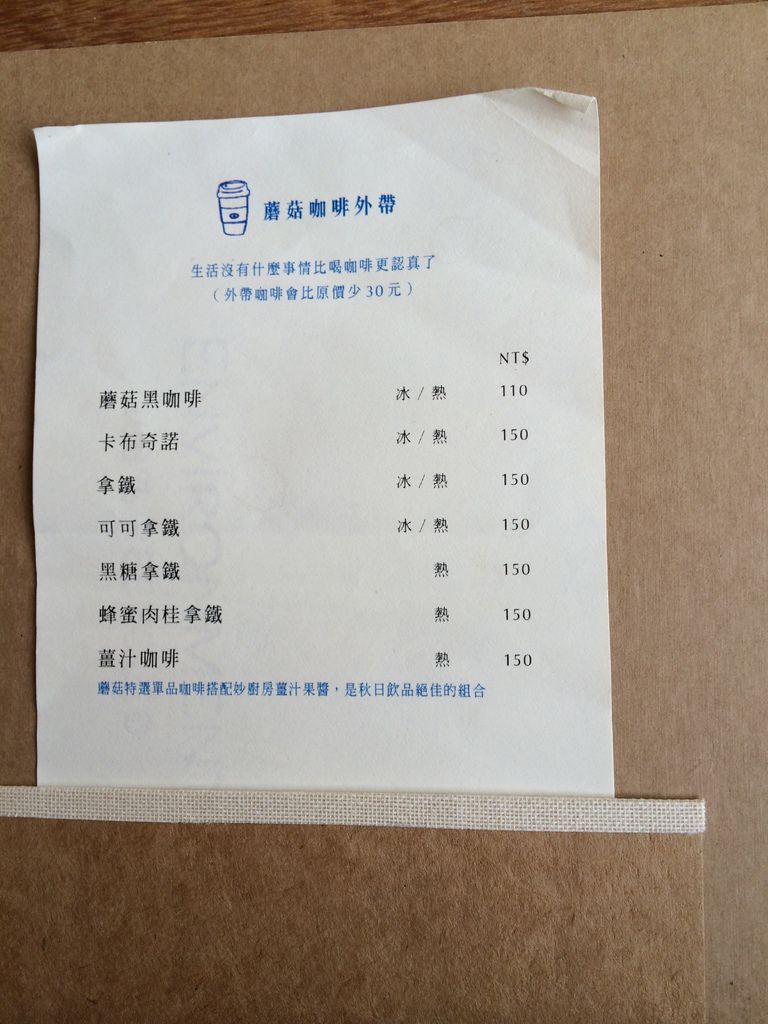 蘑菇咖啡外帶
生活沒有什麼事情比喝咖啡更認真了
（外帶咖啡會比原價少30元）
NT$
蘑菇黑咖啡 冰 / 熱 110
卡布奇諾 冰 / 熱 150
拿鐵 冰 / 熱 150
可可拿鐵 冰 / 熱 150
黑糖拿鐵 熱 150
蜂蜜肉桂拿鐵 熱 150
薑汁咖啡 熱 150
蘑菇特選單品咖啡搭配妙廚房薑汁果醬，是秋日飲品絕佳的組合